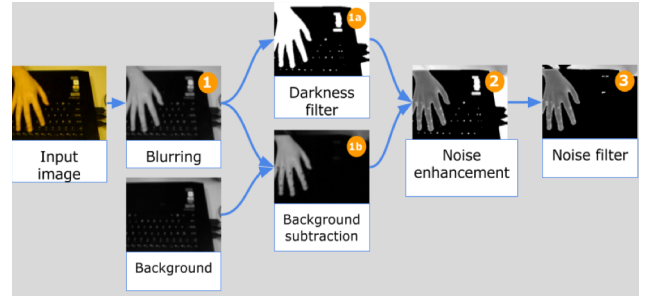 Input
image
1
Blurring
Background
1a
Darkness
filter
1b
Background
subtraction
2
Noise
enhancement
3
Noise filter